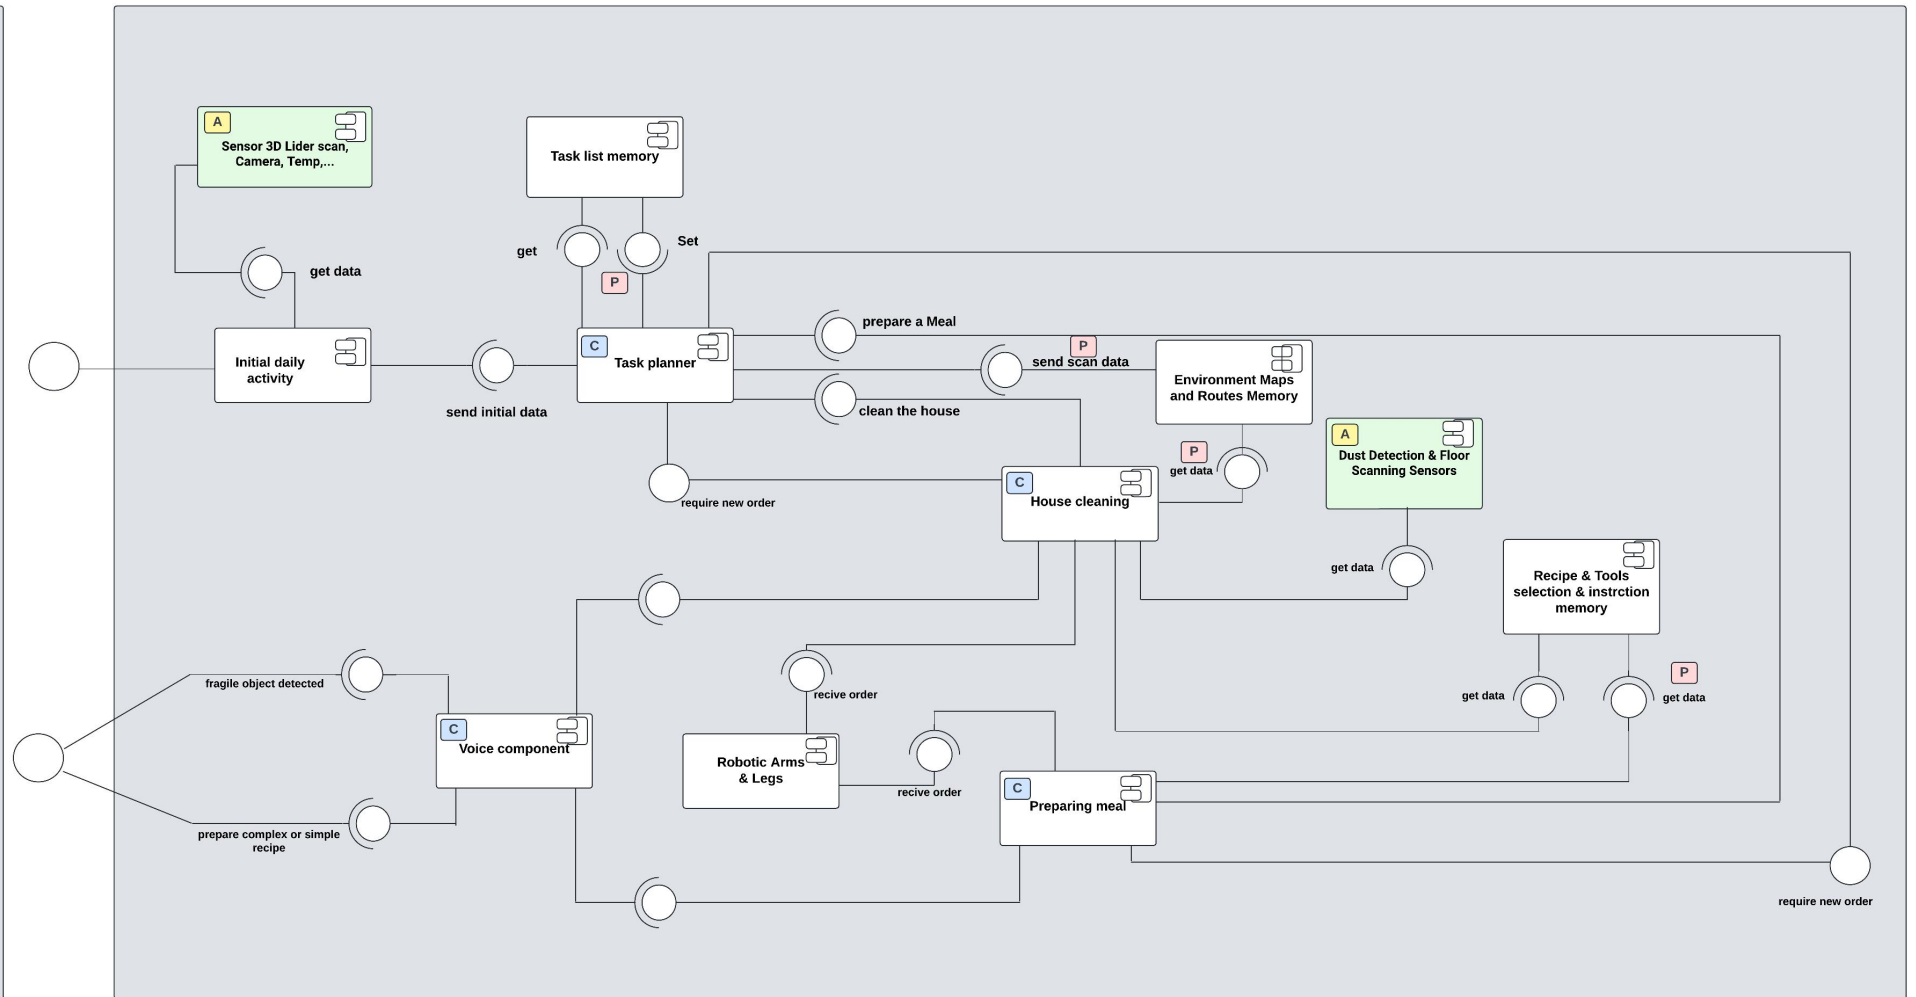 A
Sensor 3D Lider scan,
Camera, Temp,...
Task list memory
get
Set
P
get data
C
Task planner
Initial daily
activity
send initial data
prepare a Meal
P
send scan data
clean the house
Environment Maps
and Routes Memory
P
get data
A
Dust Detection & Floor
Scanning Sensors
C
House cleaning
require new order
get data
Recipe & Tools
selection & instrction
memory
fragile object detected
recive order
get data
P
get data
C
Voice component
Robotic Arms
& Legs
recive order
C
Preparing meal
prepare complex or simple
recipe
require new order